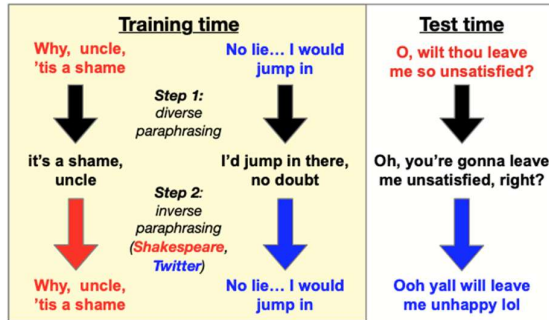 Training time
Why, uncle,
'tis a shame
No lie... I would
jump in
Step 1:
diverse
paraphrasing
it's a shame,
uncle
I'd jump in there,
no doubt
Step 2:
inverse
paraphrasing
(Shakespeare,
Twitter)
Why, uncle,
'tis a shame
No lie... I would
jump in
Test time
O, wilt thou leave
me so unsatisfied?
Oh, you're gonna leave
me unsatisfied, right?
Ooh yall will leave
me unhappy lol